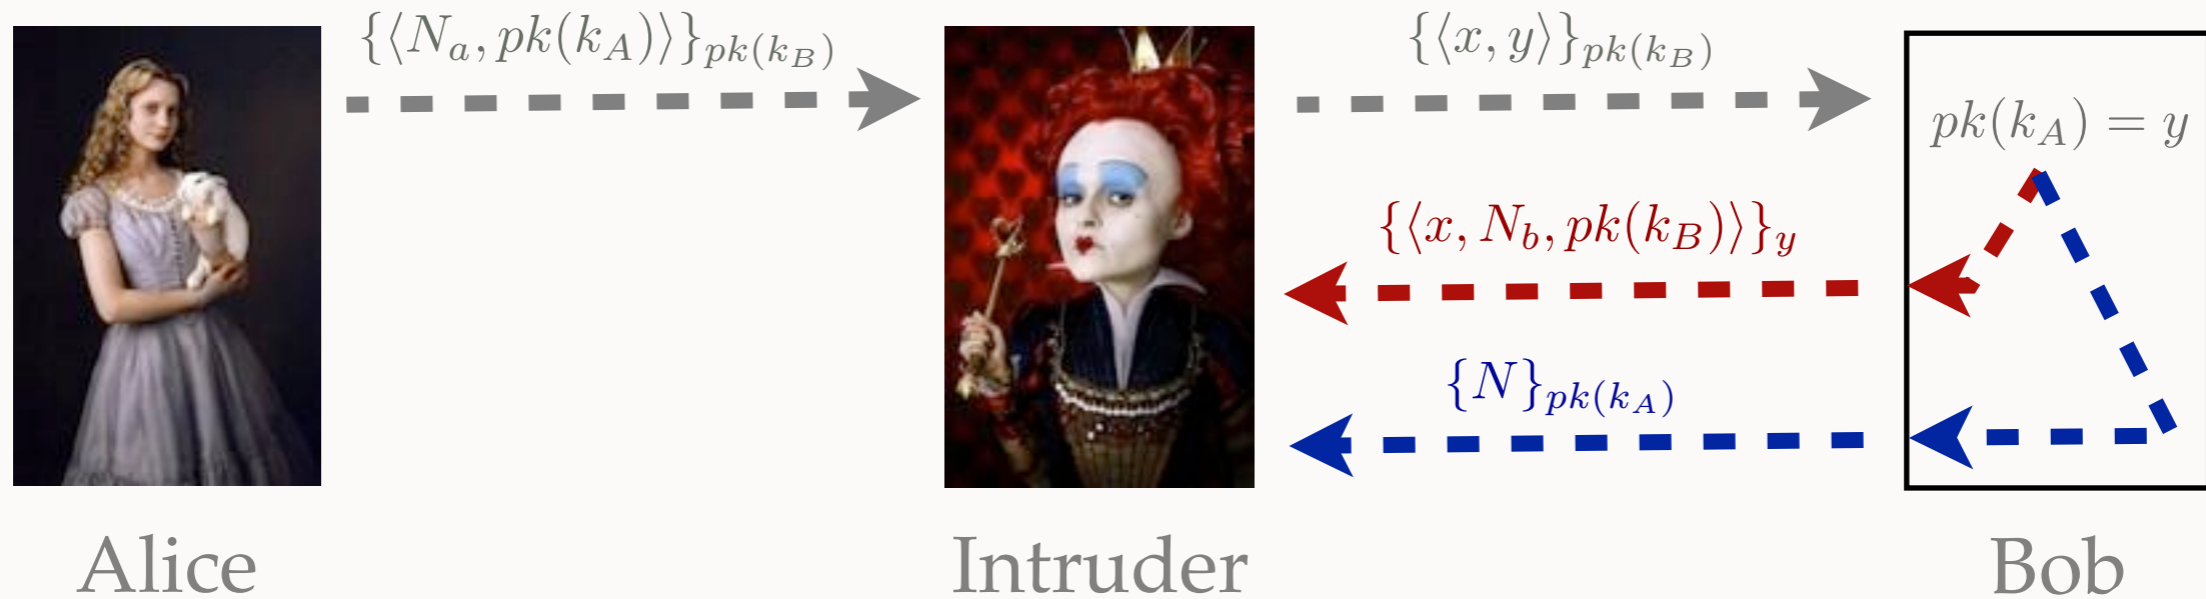 {⟨N_a, pk(k_A)⟩}_{pk(k_B)}
{⟨x, y⟩}_{pk(k_B)}
pk(k_A) = y
{⟨x, N_b, pk(k_B)⟩}_y
{N}_{pk(k_A)}
Alice
Intruder
Bob